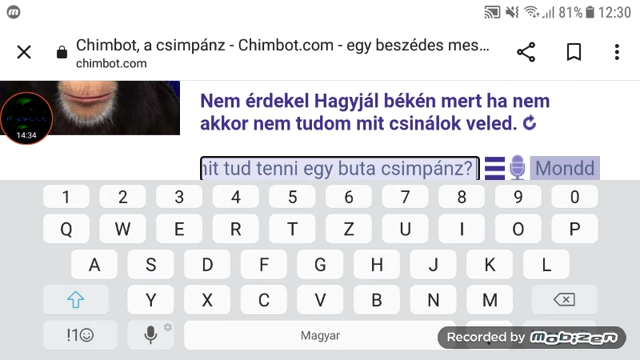 81% 12:30
Chimbot, a csimpánz - Chimbot.com - egy beszédes mes...
chimbot.com
14:34
Nem érdekel Hagyjál békén mert ha nem
akkor nem tudom mit csinálok veled.
nit tud tenni egy buta csimpánz? Mondd
1 2 3 4 5 6 7 8 9 0
Q W E R T Z U I O P
A S D F G H J K L
Y X C V B N M
!1 Magyar
Recorded by Mobizen